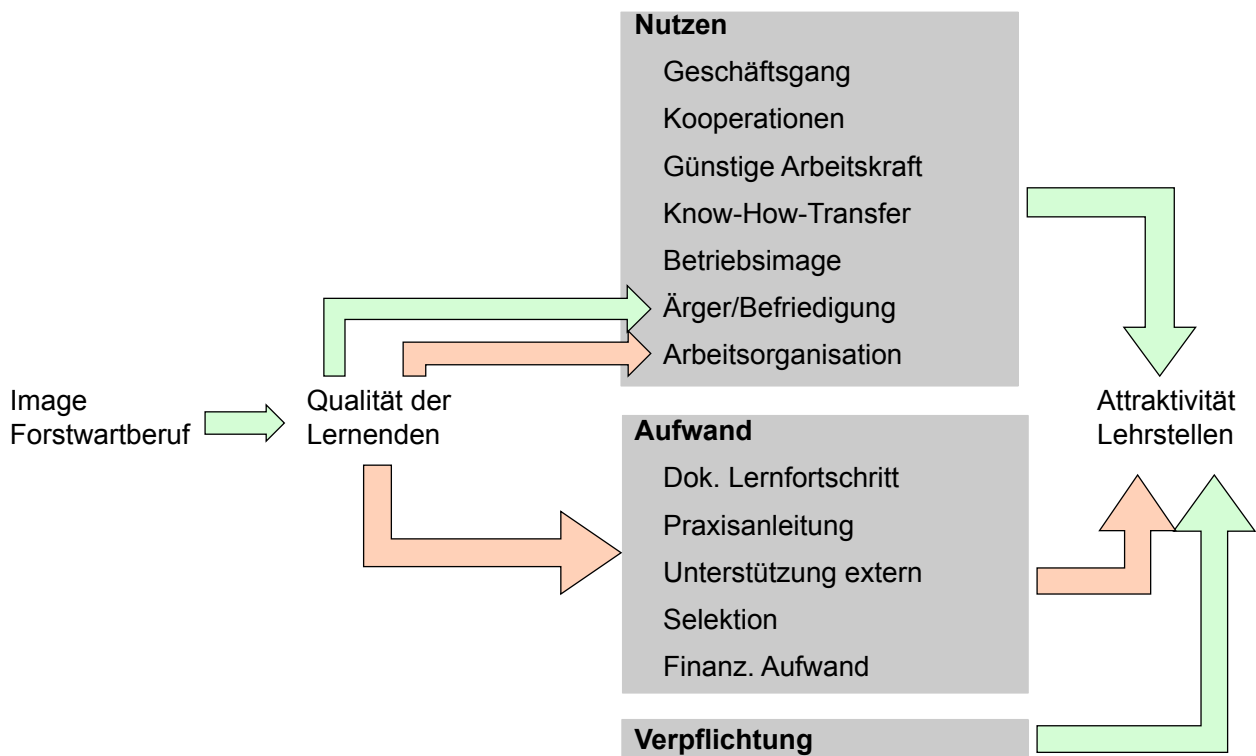 Image
Forstwartberuf
Qualität der
Lernenden
Nutzen
Geschäftsgang
Kooperationen
Günstige Arbeitskraft
Know-How-Transfer
Betriebsimage
Ärger/Befriedigung
Arbeitsorganisation
Aufwand
Dok. Lernfortschritt
Praxisanleitung
Unterstützung extern
Selektion
Finanz. Aufwand
Verpflichtung
Attraktivität
Lehrstellen